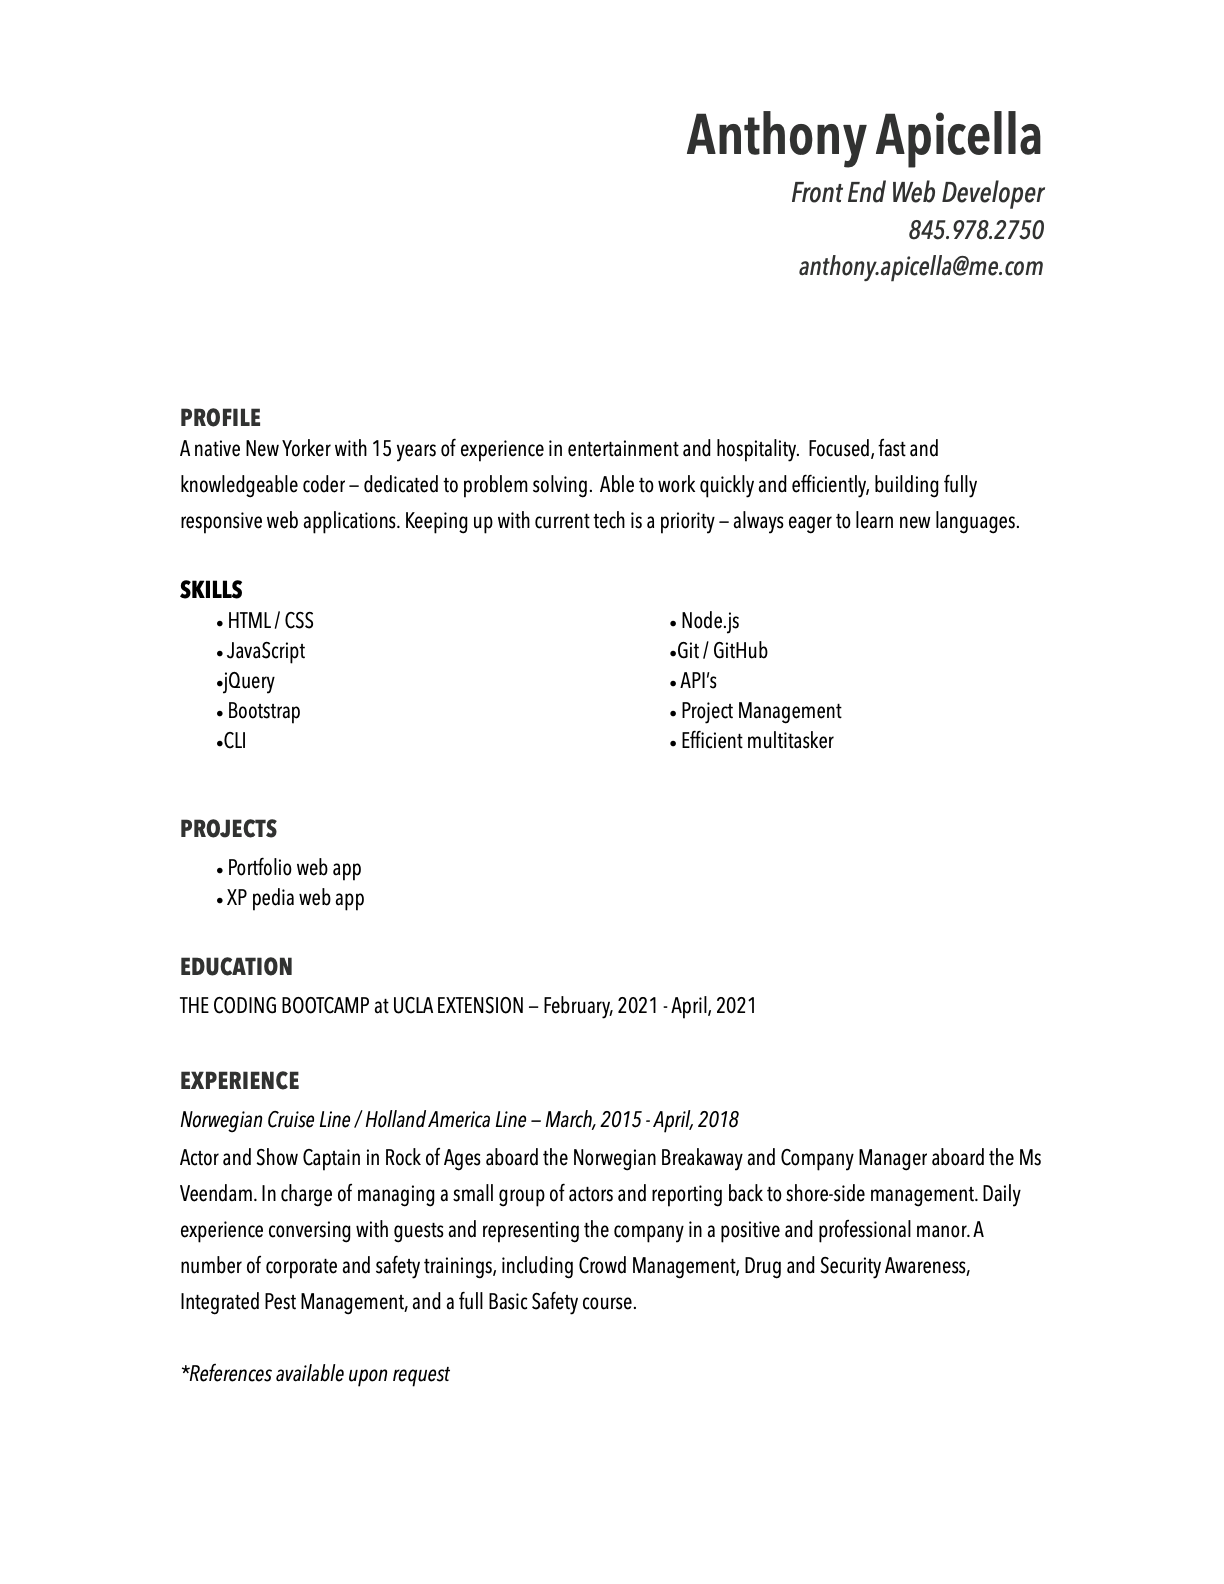 Anthony Apicella
Front End Web Developer
845.978.2750
anthony.apicella@me.com
PROFILE
A native New Yorker with 15 years of experience in entertainment and hospitality.  Focused, fast and
knowledgeable coder – dedicated to problem solving.  Able to work quickly and efficiently, building fully
responsive web applications. Keeping up with current tech is a priority – always eager to learn new languages.
SKILLS
• HTML / CSS
• JavaScript
•jQuery
• Bootstrap
•CLI
• Node.js
•Git / GitHub
• API’s
• Project Management
• Efficient multitasker
PROJECTS
• Portfolio web app
• XP pedia web app
EDUCATION
THE CODING BOOTCAMP at UCLA EXTENSION – February, 2021 - April, 2021
EXPERIENCE
Norwegian Cruise Line / Holland America Line – March, 2015 - April, 2018
Actor and Show Captain in Rock of Ages aboard the Norwegian Breakaway and Company Manager aboard the Ms
Veendam. In charge of managing a small group of actors and reporting back to shore-side management. Daily
experience conversing with guests and representing the company in a positive and professional manor. A
number of corporate and safety trainings, including Crowd Management, Drug and Security Awareness,
Integrated Pest Management, and a full Basic Safety course.
*References available upon request